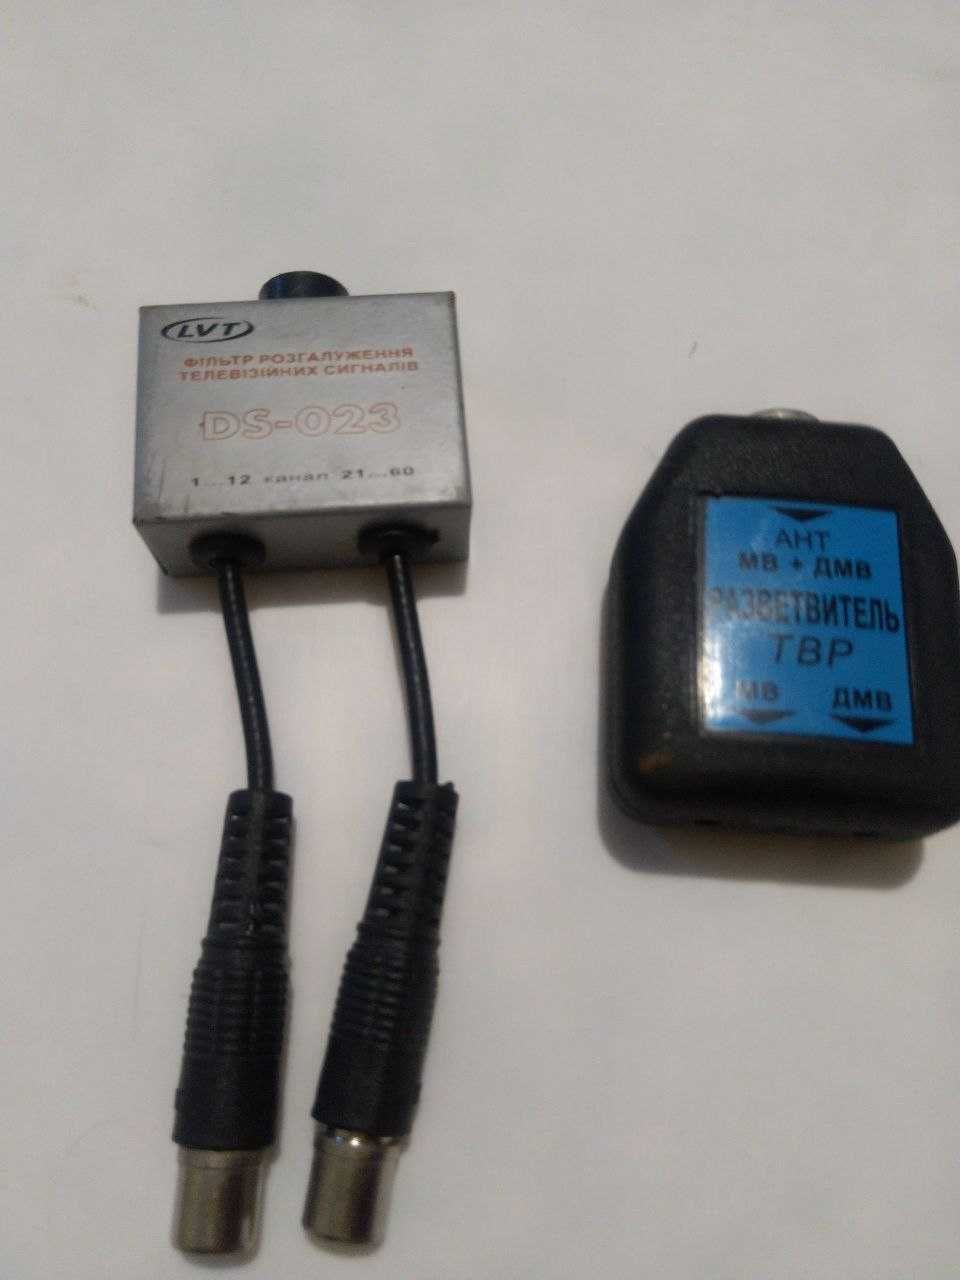 LVT
ФІЛЬТР РОЗГАЛУЖЕННЯ
ТЕЛЕВІЗІЙНИХ СИГНАЛІВ
DS-023
1...12 канал 21...60
АНТ
МВ + ДМВ
РАЗВЕТВИТЕЛЬ
ТВР
МВ ДМВ